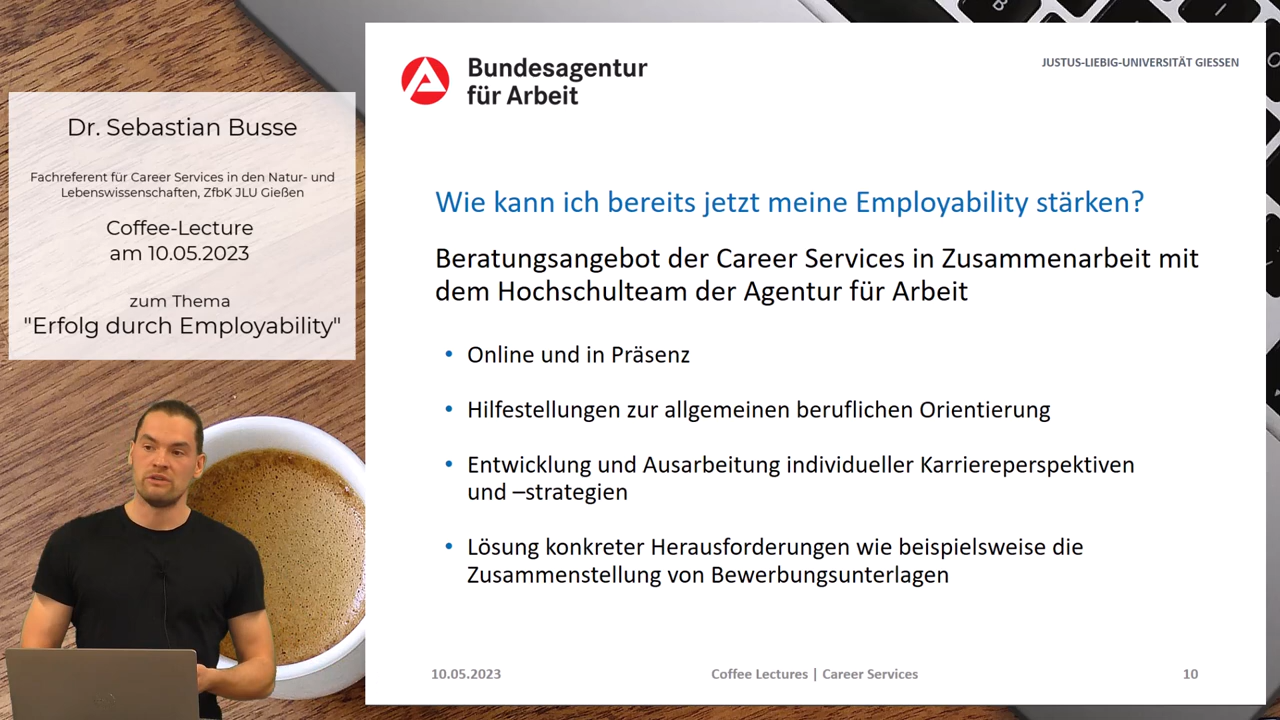 Dr. Sebastian Busse
Fachreferent für Career Services in den Natur- und
Lebenswissenschaften, ZfbK JLU Gießen
Coffee-Lecture
am 10.05.2023
zum Thema
"Erfolg durch Employability"
Bundesagentur
für Arbeit
JUSTUS-LIEBIG-UNIVERSITÄT GIESSEN
Wie kann ich bereits jetzt meine Employability stärken?
Beratungsangebot der Career Services in Zusammenarbeit mit
dem Hochschulteam der Agentur für Arbeit
• Online und in Präsenz
• Hilfestellungen zur allgemeinen beruflichen Orientierung
• Entwicklung und Ausarbeitung individueller Karriereperspektiven
und –strategien
• Lösung konkreter Herausforderungen wie beispielsweise die
Zusammenstellung von Bewerbungsunterlagen
10.05.2023
Coffee Lectures | Career Services
10